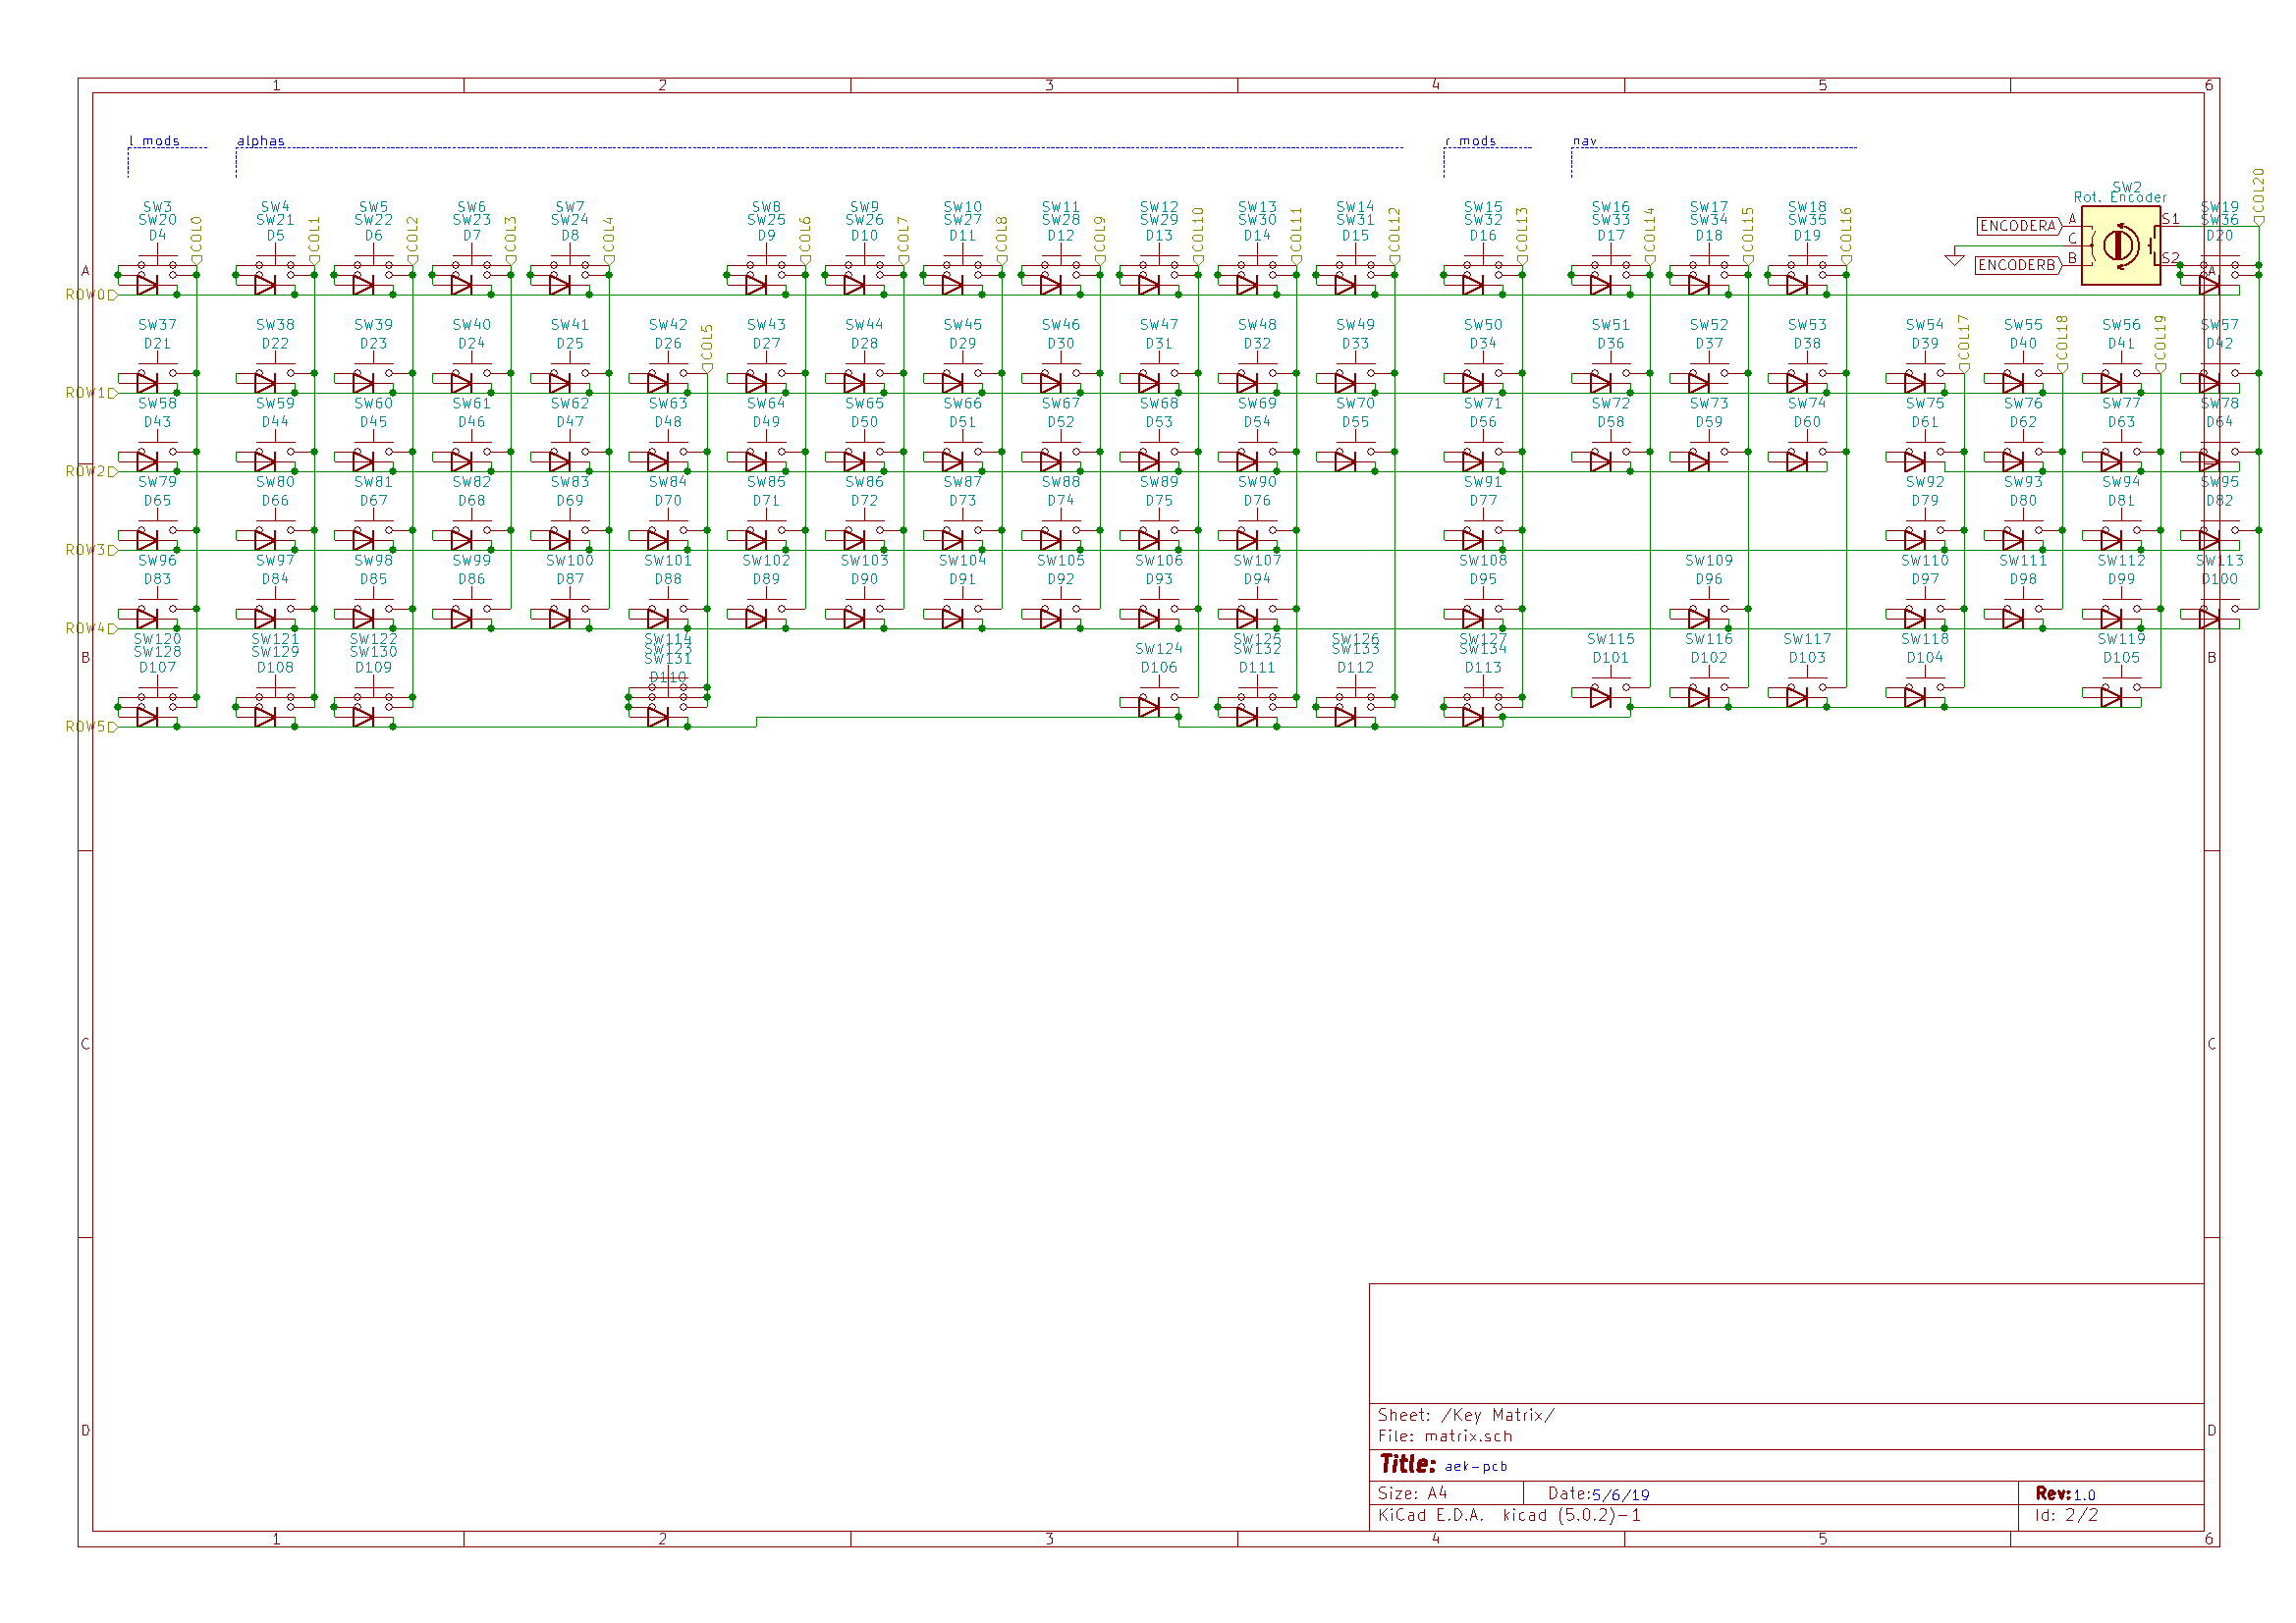 1 2 3 4 5 6
l mods alphas r mods nav
SW2
Rot. Encoder
SW3 SW4 SW5 SW6 SW7 SW8 SW9 SW10 SW11 SW12 SW13 SW14 SW15 SW16 SW17 SW18 SW19
SW20 SW21 SW22 SW23 SW24 SW25 SW26 SW27 SW28 SW29 SW30 SW31 SW32 SW33 SW34 SW35 SW36
D4 D5 D6 D7 D8 D9 D10 D11 D12 D13 D14 D15 D16 D17 D18 D19 D20
COL0 COL1 COL2 COL3 COL4 COL6 COL7 COL8 COL9 COL10 COL11 COL12 COL13 COL14 COL15 COL16 COL20
ENCODERA A S1
C
ENCODERB B S2
A A
ROW0
SW37 SW38 SW39 SW40 SW41 SW42 SW43 SW44 SW45 SW46 SW47 SW48 SW49 SW50 SW51 SW52 SW53 SW54 SW55 SW56 SW57
D21 D22 D23 D24 D25 D26 D27 D28 D29 D30 D31 D32 D33 D34 D36 D37 D38 D39 D40 D41 D42
COL5 COL17 COL18 COL19
ROW1
SW58 SW59 SW60 SW61 SW62 SW63 SW64 SW65 SW66 SW67 SW68 SW69 SW70 SW71 SW72 SW73 SW74 SW75 SW76 SW77 SW78
D43 D44 D45 D46 D47 D48 D49 D50 D51 D52 D53 D54 D55 D56 D58 D59 D60 D61 D62 D63 D64
ROW2
SW79 SW80 SW81 SW82 SW83 SW84 SW85 SW86 SW87 SW88 SW89 SW90 SW91 SW92 SW93 SW94 SW95
D65 D66 D67 D68 D69 D70 D71 D72 D73 D74 D75 D76 D77 D79 D80 D81 D82
ROW3
SW96 SW97 SW98 SW99 SW100 SW101 SW102 SW103 SW104 SW105 SW106 SW107 SW108 SW109 SW110 SW111 SW112 SW113
D83 D84 D85 D86 D87 D88 D89 D90 D91 D92 D93 D94 D95 D96 D97 D98 D99 D100
ROW4
SW120 SW121 SW122 SW114 SW125 SW126 SW127 SW115 SW116 SW117 SW118 SW119
SW128 SW129 SW130 SW123 SW124 SW132 SW133 SW134
SW131
B D101 D102 D103 D104 D105 B
D107 D108 D109 D110 D106 D111 D112 D113
ROW5
C C
D D
Sheet: /Key Matrix/
File: matrix.sch
Title: aek-pcb
Size: A4 Date:5/6/19 Rev:1.0
KiCad E.D.A. kicad (5.0.2)-1 Id: 2/2
1 2 3 4 5 6